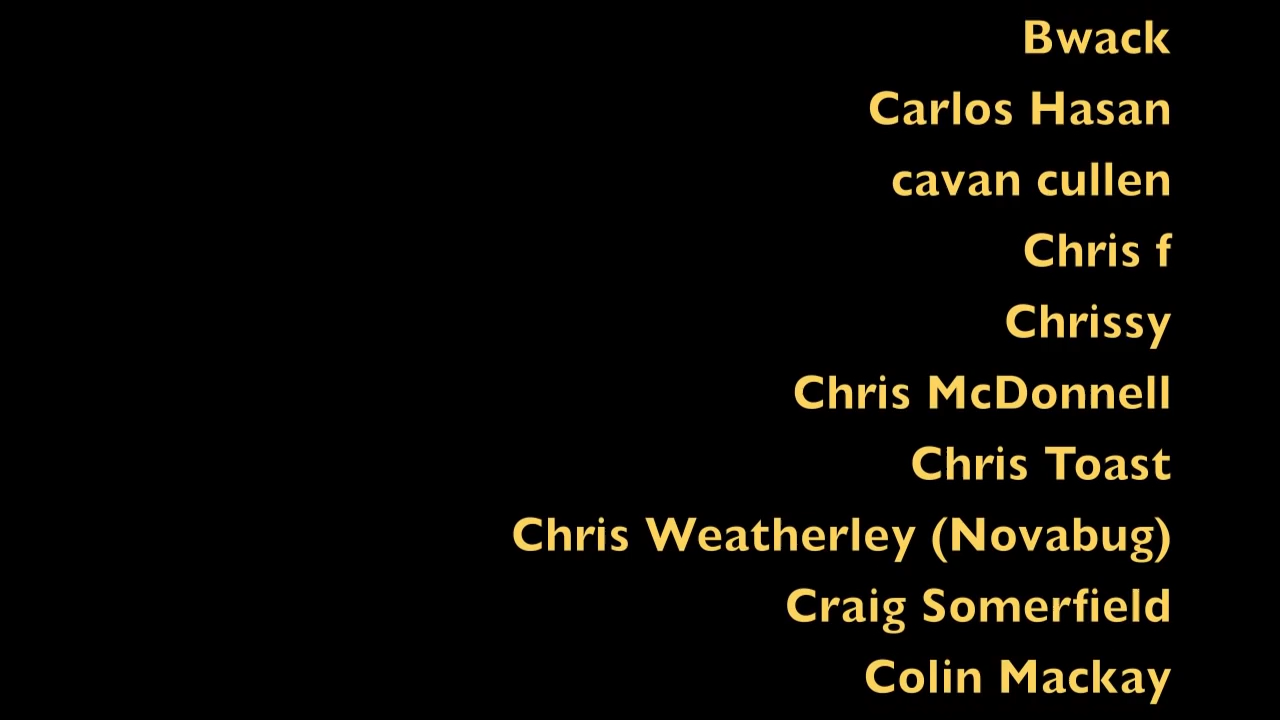 Bwack
Carlos Hasan
cavan cullen
Chris f
Chrissy
Chris McDonnell
Chris Toast
Chris Weatherley (Novabug)
Craig Somerfield
Colin Mackay